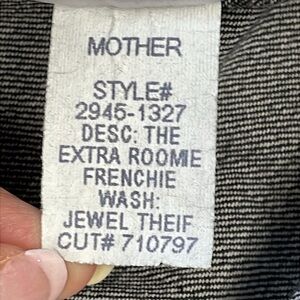 MOTHER
STYLE#
2945-1327
DESC: THE
EXTRA ROOMIE
FRENCHIE
WASH:
JEWEL THEIF
CUT# 710797